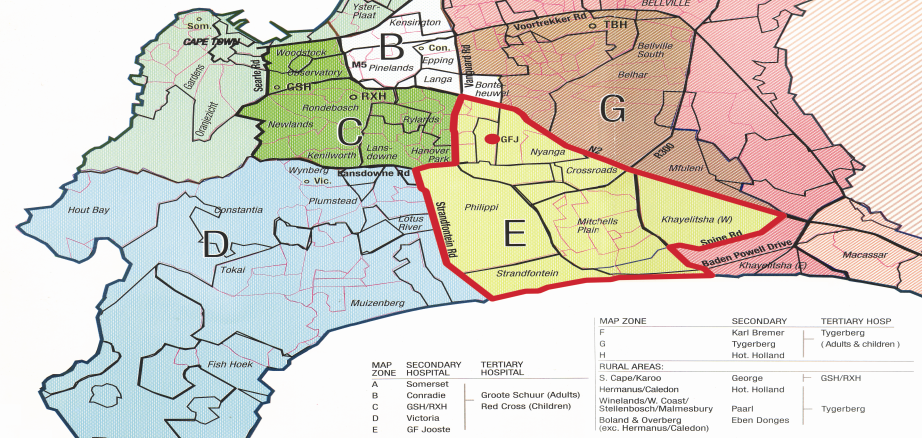 BELLVILLE
Yster-
Plaat
Kensington
Som.
CAPE TOWN
Voortrekker Rd
TBH
B
Con.
Epping
Bellville
South
M5
Pinelands
Langa
Vanguard Rd
Woodstock
Observatory
Searle Rd
GSH
RXH
Bonte-
heuwel
Belhar
G
Gardens
Oranjezicht
Rondebosch
Newlands
C
Rylands
Lans-
downe
Kenilworth
Hanover
Park
GFJ
Nyanga
N2
R300
Mfuleni
Wynberg
Vic.
Lansdowne Rd
Crossroads
Plumstead
Hout Bay
Constantia
Philippi
Strandfontein Rd
Lotus
River
Mitchells
Plain
Khayelitsha (W)
D
E
Spine Rd
Baden Powell Drive
Khayelitsha (E)
Macassar
Tokai
Strandfontein
Muizenberg
Fish Hoek
MAP ZONE SECONDARY TERTIARY HOSP
F Karl Bremer Tygerberg
G Tygerberg (Adults & children)
H Hot. Holland
RURAL AREAS:
S. Cape/Karoo George GSH/RXH
Hermanus/Caledon Hot. Holland
Winelands/W. Coast/
Stellenbosch/Malmesbury Paarl Tygerberg
Boland & Overberg Eben Donges
(exc. Hermanus/Caledon)
MAP SECONDARY TERTIARY
ZONE HOSPITAL HOSPITAL
A Somerset
B Conradie Groote Schuur (Adults)
C GSH/RXH Red Cross (Children)
D Victoria
E GF Jooste